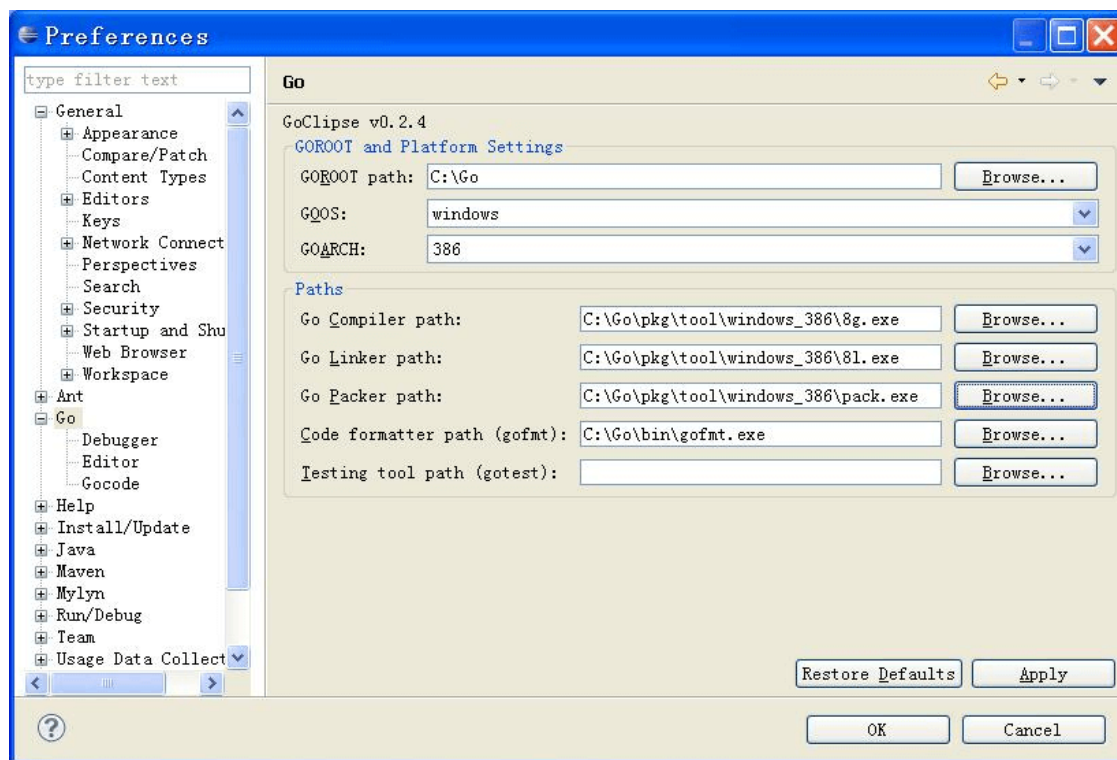 Preferences
type filter text
General
Appearance
Compare/Patch
Content Types
Editors
Keys
Network Connect
Perspectives
Search
Security
Startup and Shu
Web Browser
Workspace
Ant
Go
Debugger
Editor
Gocode
Help
Install/Update
Java
Maven
Mylyn
Run/Debug
Team
Usage Data Collect
Go
GoClipse v0.2.4
GOROOT and Platform Settings
GOROOT path: C:\Go Browse...
GOOS: windows
GOARCH: 386
Paths
Go Compiler path: C:\Go\pkg\tool\windows_386\8g.exe Browse...
Go Linker path: C:\Go\pkg\tool\windows_386\8l.exe Browse...
Go Packer path: C:\Go\pkg\tool\windows_386\pack.exe Browse...
Code formatter path (gofmt): C:\Go\bin\gofmt.exe Browse...
Testing tool path (gotest): Browse...
Restore Defaults Apply
OK Cancel